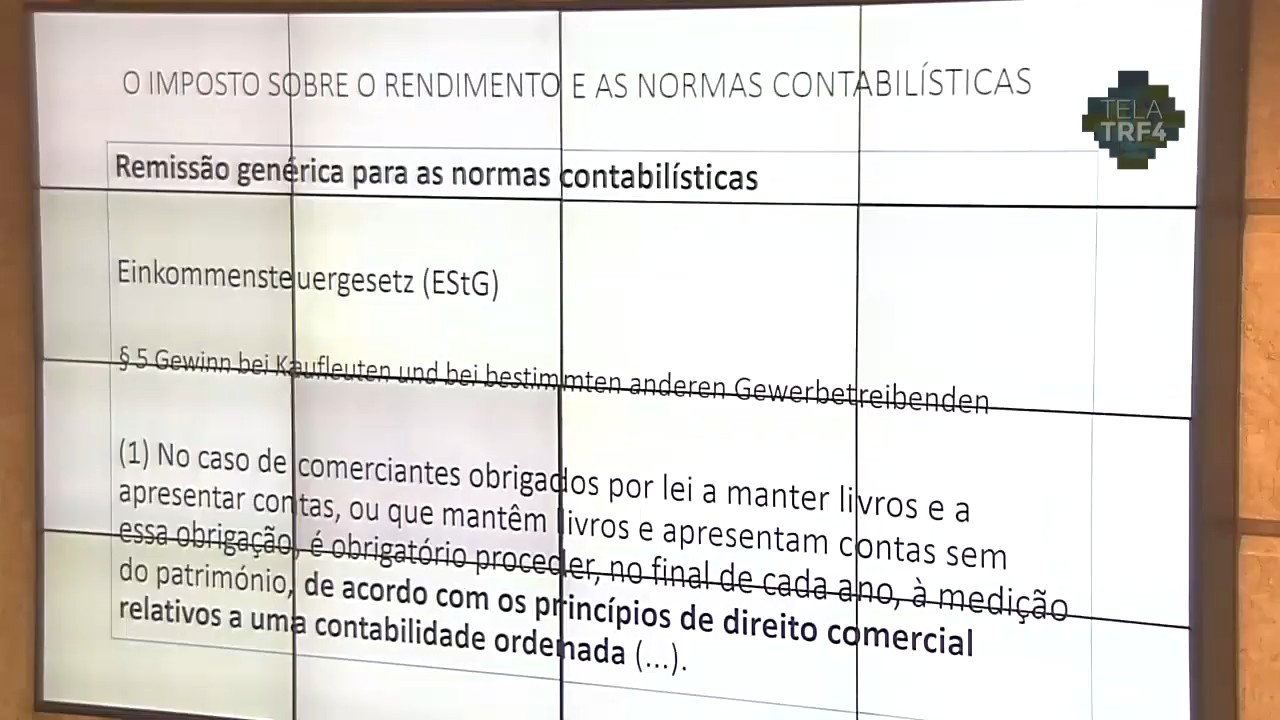 O IMPOSTO SOBRE O RENDIMENTO E AS NORMAS CONTABILÍSTICAS
TELA
TRF4
Remissão genérica para as normas contabilísticas
Einkommensteuergesetz (EStG)
§ 5 Gewinn bei Kaufleuten und bei bestimmten anderen Gewerbetreibenden
(1) No caso de comerciantes obrigados por lei a manter livros e a
apresentar contas, ou que mantêm livros e apresentam contas sem
essa obrigação, é obrigatório proceder, no final de cada ano, à medição
do património, de acordo com os princípios de direito comercial
relativos a uma contabilidade ordenada (...).